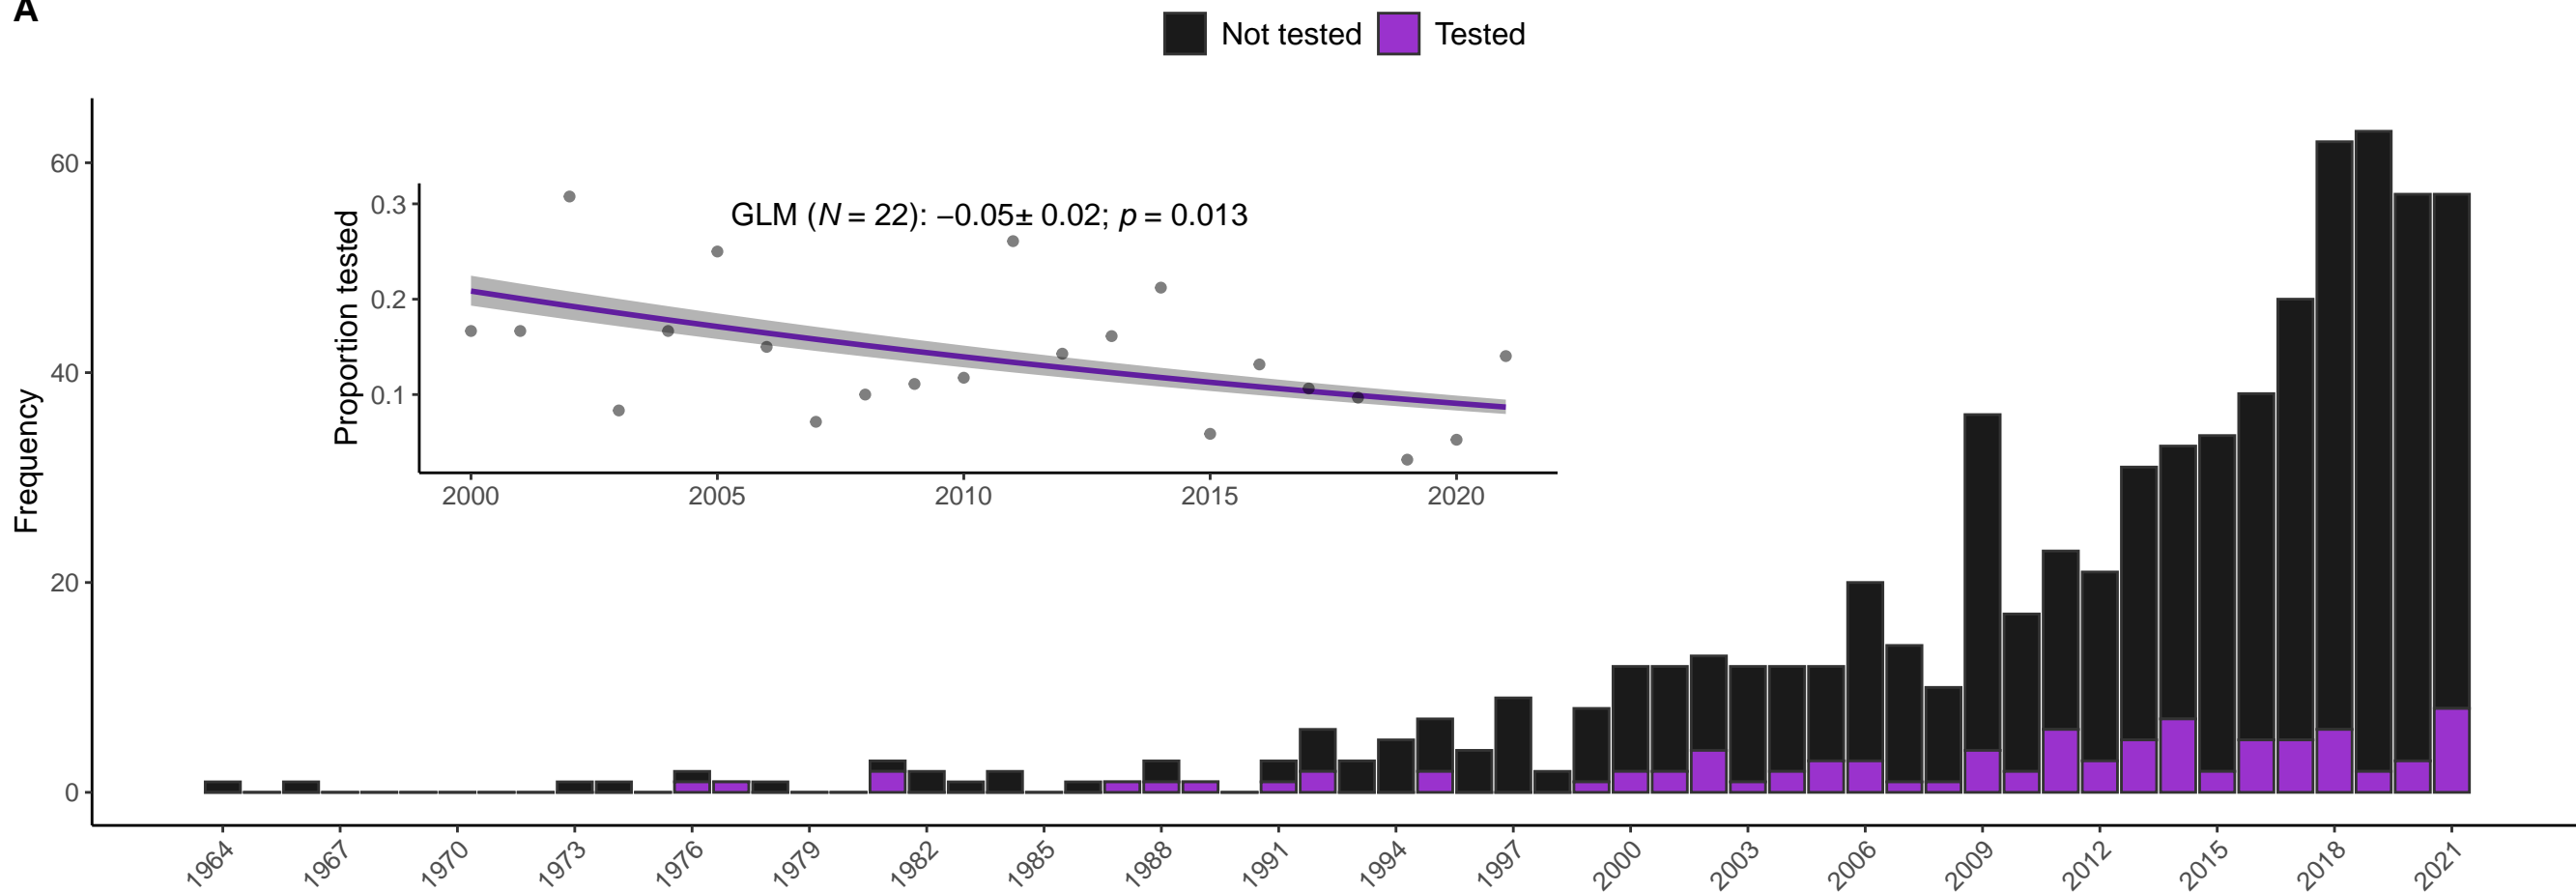 A
Not tested Tested
Frequency
60
40
20
0
Proportion tested
0.3
0.2
0.1
GLM (N = 22): −0.05± 0.02; p = 0.013
2000 2005 2010 2015 2020
1964 1967 1970 1973 1976 1979 1982 1985 1988 1991 1994 1997 2000 2003 2006 2009 2012 2015 2018 2021